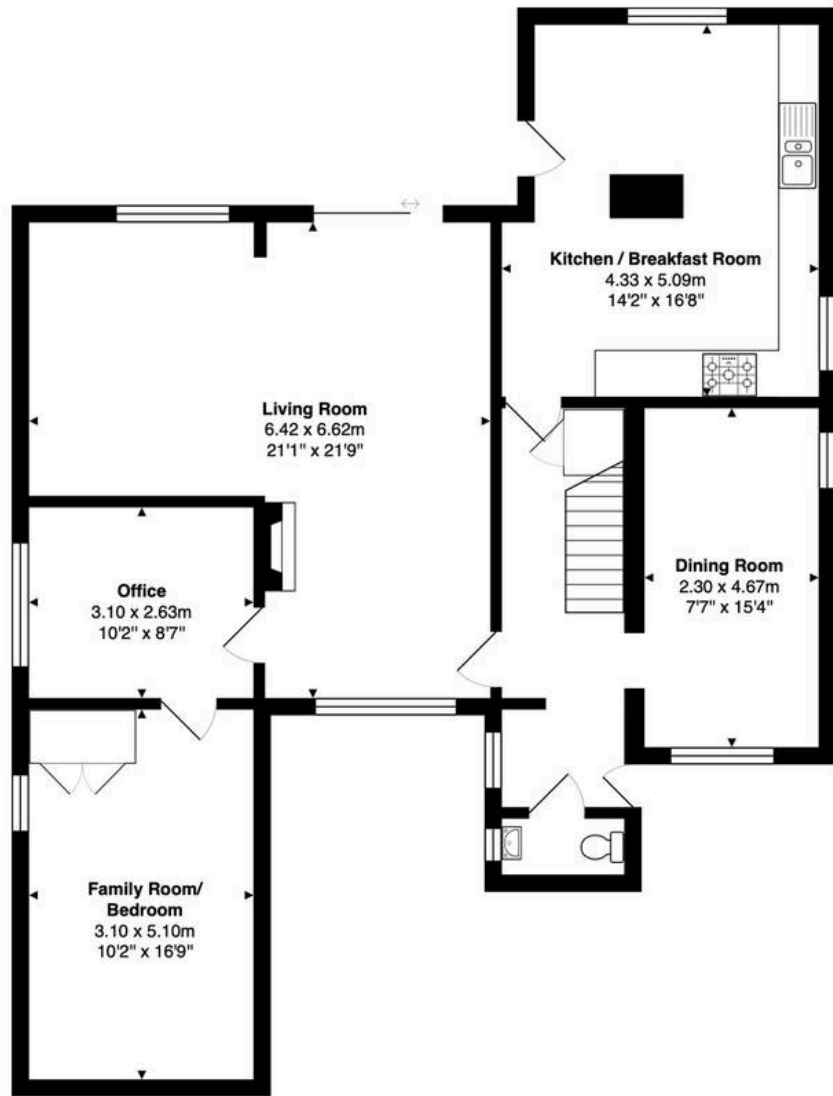 Kitchen / Breakfast Room
4.33 x 5.09m
14'2" x 16'8"
Living Room
6.42 x 6.62m
21'1" x 21'9"
Office
3.10 x 2.63m
10'2" x 8'7"
Dining Room
2.30 x 4.67m
7'7" x 15'4"
Family Room/
Bedroom
3.10 x 5.10m
10'2" x 16'9"